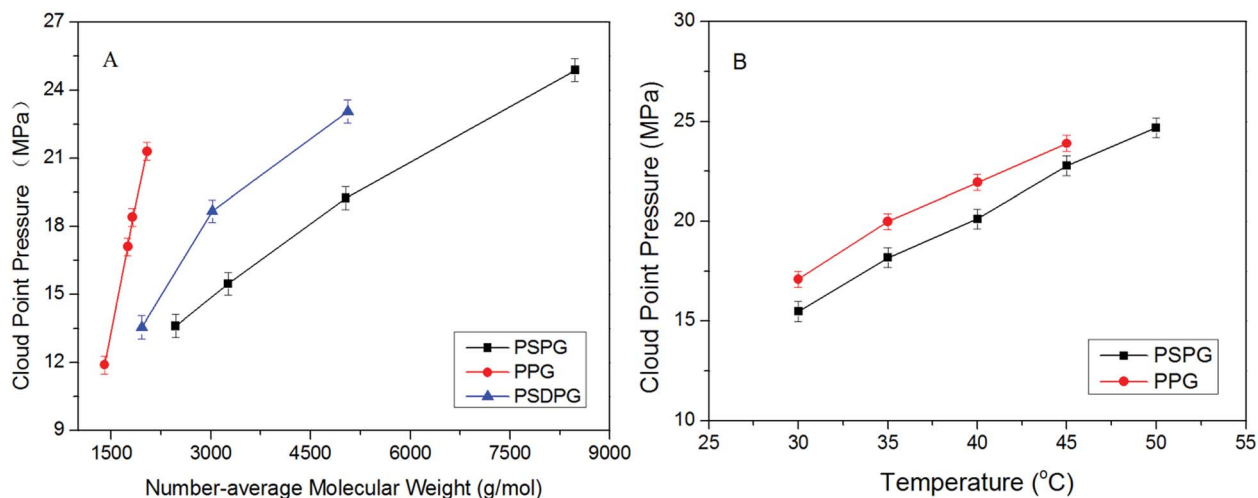 A
Cloud Point Pressure (MPa)
27
24
21
18
15
12
9
1500 3000 4500 6000 7500 9000
Number-average Molecular Weight (g/mol)
PSPG
PPG
PSDPG
B
Cloud Point Pressure (MPa)
30
25
20
15
10
25 30 35 40 45 50 55
Temperature (°C)
PSPG
PPG